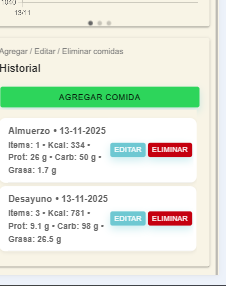 13/11
Agregar / Editar / Eliminar comidas
Historial
AGREGAR COMIDA
Almuerzo • 13-11-2025
Items: 1 • Kcal: 334 •
Prot: 26 g • Carb: 50 g •
Grasa: 1.7 g
EDITAR ELIMINAR
Desayuno • 13-11-2025
Items: 3 • Kcal: 781 •
Prot: 9.1 g • Carb: 98 g •
Grasa: 26.5 g
EDITAR ELIMINAR